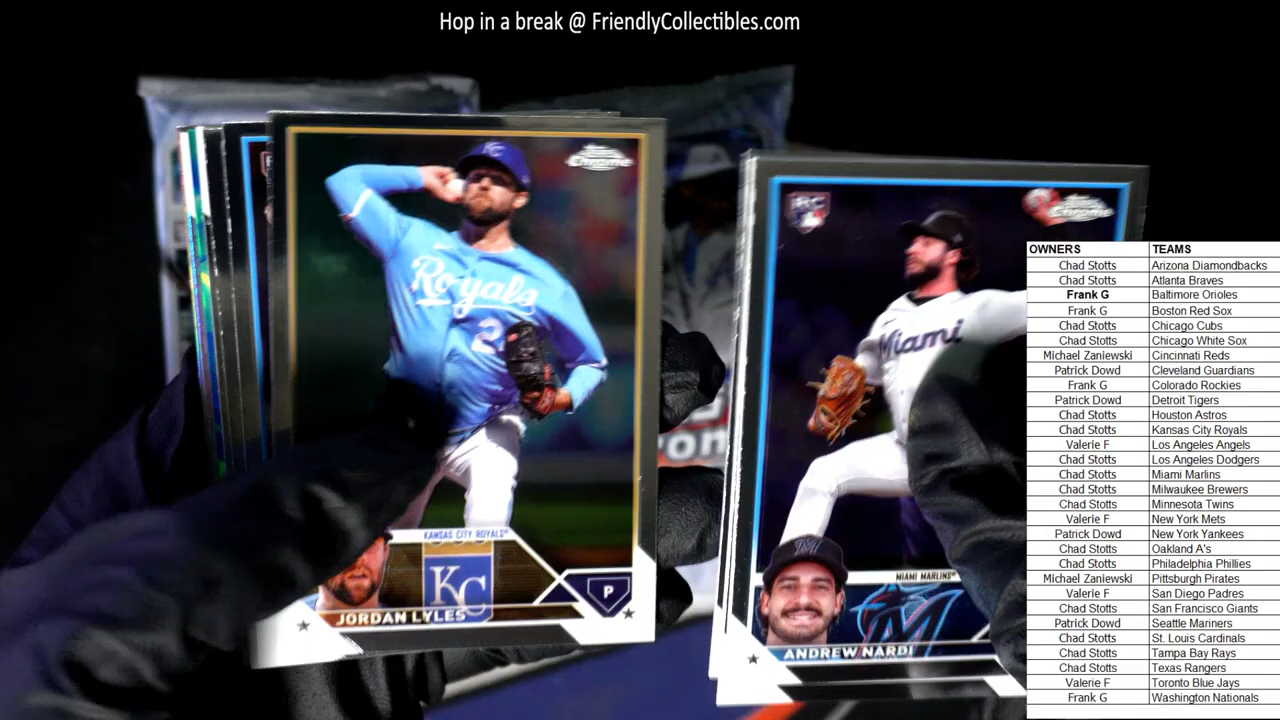 Hop in a break @ FriendlyCollectibles.com
Topps Chrome
Royals
KC
KANSAS CITY ROYALS
KC
P
JORDAN LYLES
RC
Miami
MIAMI MARLINS
ANDREW NARDI
OWNERS TEAMS
Chad Stotts Arizona Diamondbacks
Chad Stotts Atlanta Braves
Frank G Baltimore Orioles
Frank G Boston Red Sox
Chad Stotts Chicago Cubs
Chad Stotts Chicago White Sox
Michael Zaniewski Cincinnati Reds
Patrick Dowd Cleveland Guardians
Frank G Colorado Rockies
Patrick Dowd Detroit Tigers
Chad Stotts Houston Astros
Chad Stotts Kansas City Royals
Valerie F Los Angeles Angels
Chad Stotts Los Angeles Dodgers
Chad Stotts Miami Marlins
Chad Stotts Milwaukee Brewers
Chad Stotts Minnesota Twins
Valerie F New York Mets
Patrick Dowd New York Yankees
Chad Stotts Oakland A's
Chad Stotts Philadelphia Phillies
Michael Zaniewski Pittsburgh Pirates
Valerie F San Diego Padres
Chad Stotts San Francisco Giants
Patrick Dowd Seattle Mariners
Chad Stotts St. Louis Cardinals
Chad Stotts Tampa Bay Rays
Chad Stotts Texas Rangers
Valerie F Toronto Blue Jays
Frank G Washington Nationals